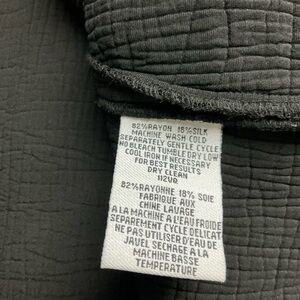 82%RAYON 18%SILK
MACHINE WASH COLD
SEPARATELY GENTLE CYCLE
NO BLEACH TUMBLE DRY LOW
COOL IRON IF NECESSARY
FOR BEST RESULTS
DRY CLEAN
112VQ
82%RAYONNE 18% SOIE
FABRIQUE AUX
CHINE LAVAGE
A LA MACHINE A L'EAU FROIDE
SEPAREMENT CYCLE DELICAT
NE PAS UTILISER D'EAU DE
JAVEL SECHAGE A LA
MACHINE BASSE
TEMPERATURE